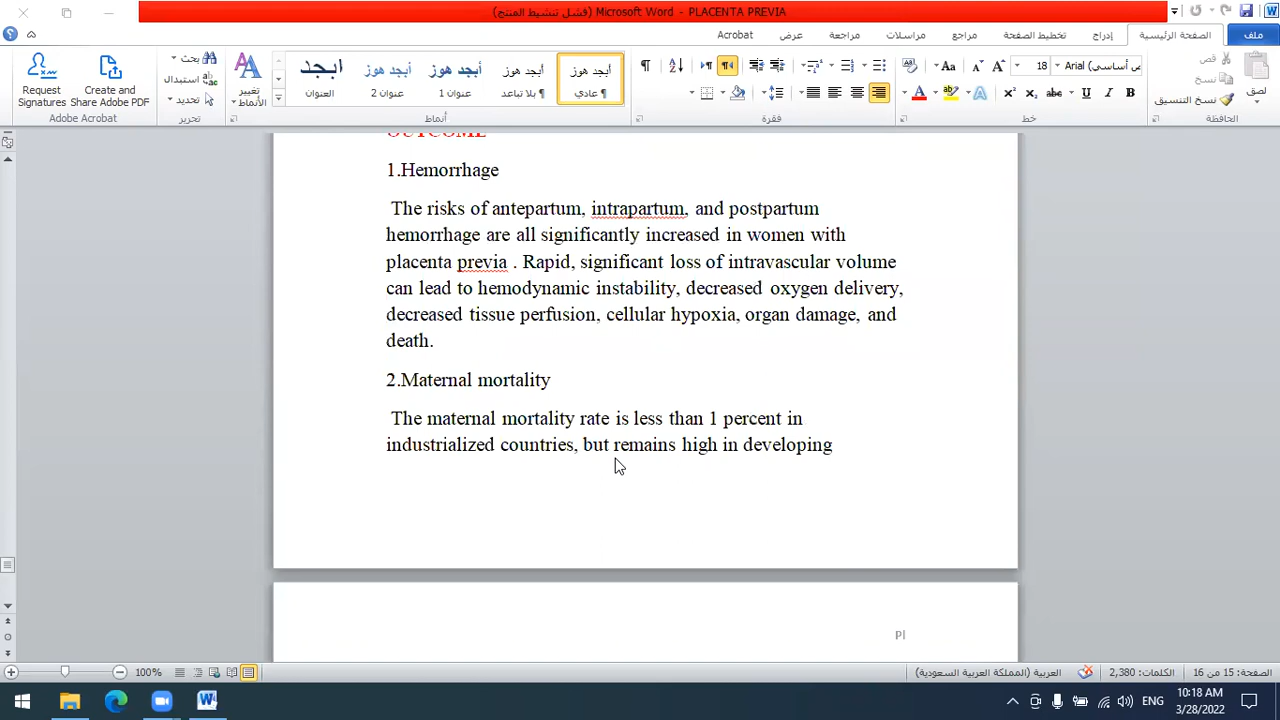 PLACENTA PREVIA - Microsoft Word (فشل تنشيط المنتج)
ملف
الصفحة الرئيسية
إدراج
تخطيط الصفحة
مراجع
مراسلات
مراجعة
عرض
Acrobat
لصق
قص
نسخ
نسخ التنسيق
الحافظة
18
B I U abc x₂ x²
Aa
خط
فقرة
أبجد هوز
¶ عادي
أبجد هوز
¶ بلا تباعد
أبجد هوز
عنوان 1
أبجد هوز
عنوان 2
ابجد
العنوان
تغيير الأنماط
أنماط
بحث
استبدال
تحديد
تحرير
Create and Share Adobe PDF
Request Signatures
Adobe Acrobat
OUTCOME
1.Hemorrhage
The risks of antepartum, intrapartum, and postpartum
hemorrhage are all significantly increased in women with
placenta previa . Rapid, significant loss of intravascular volume
can lead to hemodynamic instability, decreased oxygen delivery,
decreased tissue perfusion, cellular hypoxia, organ damage, and
death.
2.Maternal mortality
The maternal mortality rate is less than 1 percent in
industrialized countries, but remains high in developing
Pl
الصفحة: 15 من 16
الكلمات: 2,380
العربية (المملكة العربية السعودية)
100%
ENG
10:18 AM
3/28/2022